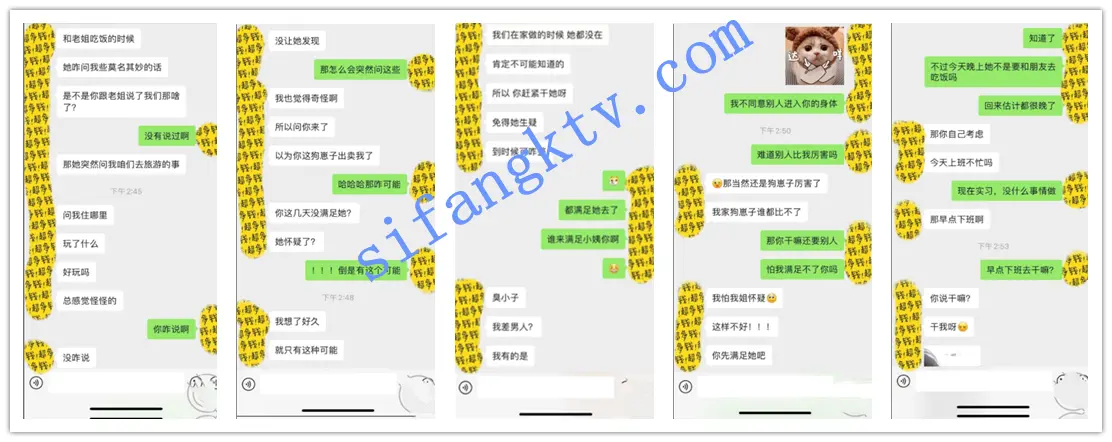 和老姐吃饭的时候
她咋问我些莫名其妙的话
是不是你跟老姐说了我们那啥
了?
没有说过啊
那她突然问我咱们去旅游的事
下午 2:45
问我住哪里
玩了什么
好玩吗
总感觉怪怪的
你咋说啊
没咋说
没让她发现
那怎么会突然问这些
我也觉得奇怪啊
所以问你来了
以为你这狗崽子出卖我了
哈哈哈那咋可能
你这几天没满足她?
她怀疑了?
！！！倒是有这个可能
下午 2:48
我想了好久
就只有这种可能
我们在家做的时候 她都没在
肯定不可能知道的
所以 你赶紧干她呀
免得她生疑
都满足她去了
谁来满足小姨你啊
臭小子
我差男人?
我有的是
我不同意别人进入你的身体
下午 2:50
难道别人比我厉害吗
那当然还是狗崽子厉害了
我家狗崽子谁都比不了
那你干嘛还要别人
怕我满足不了你吗
我怕我姐怀疑
这样不好！！！
你先满足她吧
知道了
不过今天晚上她不是要和朋友去
吃饭吗
回来估计都很晚了
那你自己考虑
今天上班不忙吗
现在实习，没什么事情做
那早点下班啊
下午 2:53
早点下班去干嘛?
你说干嘛?
干我呀
sifangktv.com